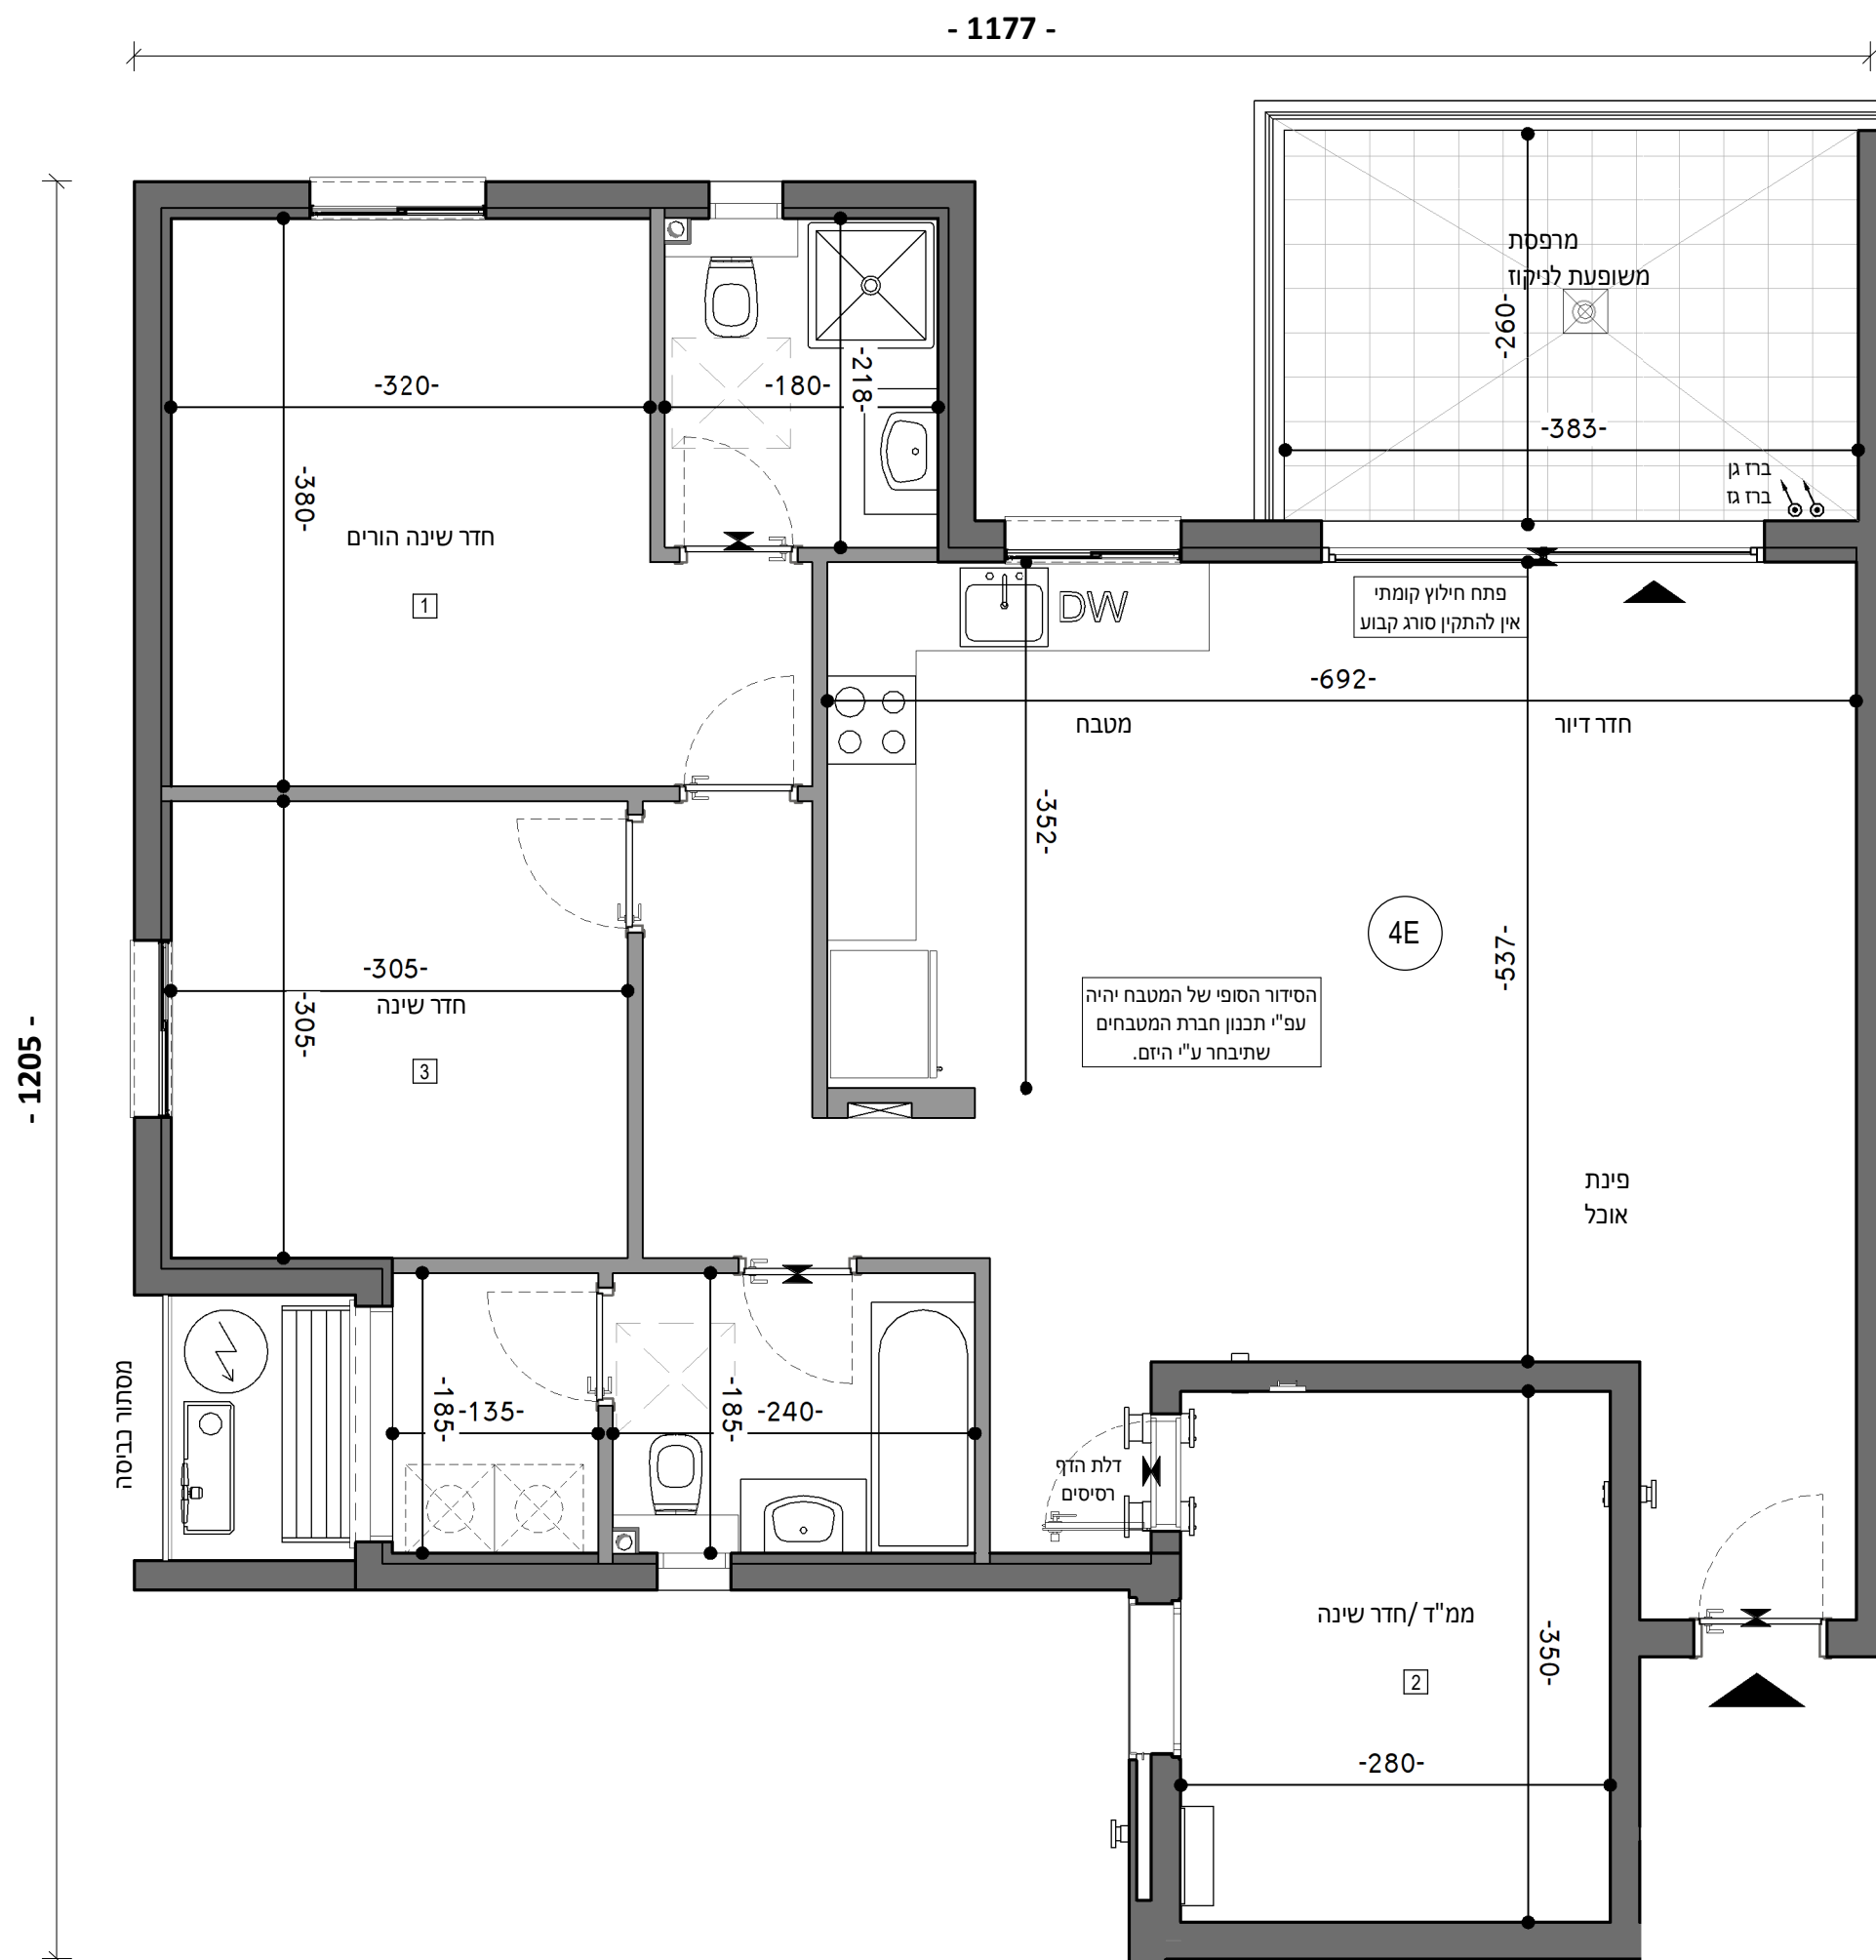 - 1177 -
מרפסת
משופעת לניקוז
-260-
-383-
ברז גן
ברז גז
-320-
-180-
-218-
-380-
חדר שינה הורים
1
DW
פתח חילוץ קומתי
אין להתקין סורג קבוע
-692-
מטבח
חדר דיור
-352-
4E
-537-
-305-
חדר שינה
-305-
3
הסידור הסופי של המטבח יהיה
עפ"י תכנון חברת המטבחים
שתיבחר ע"י היזם.
- 1205 -
פינת
אוכל
מסתור כביסה
-185-
-135-
-185-
-240-
דלת הדף
רסיסים
ממ"ד /חדר שינה
2
-350-
-280-